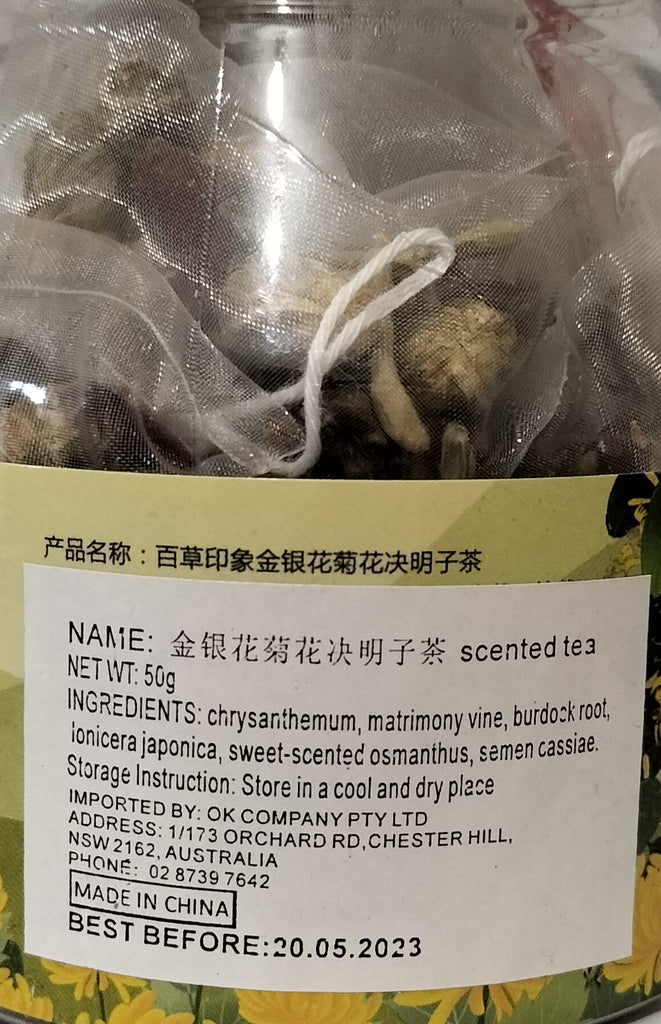 产品名称：百草印象金银花菊花决明子茶
NAME: 金银花菊花决明子茶 scented tea
NET WT: 50g
INGREDIENTS: chrysanthemum, matrimony vine, burdock root,
lonicera japonica, sweet-scented osmanthus, semen cassiae.
Storage Instruction: Store in a cool and dry place
IMPORTED BY: OK COMPANY PTY LTD
ADDRESS: 1/173 ORCHARD RD,CHESTER HILL,
NSW 2162, AUSTRALIA
PHONE: 02 8739 7642
MADE IN CHINA
BEST BEFORE:20.05.2023